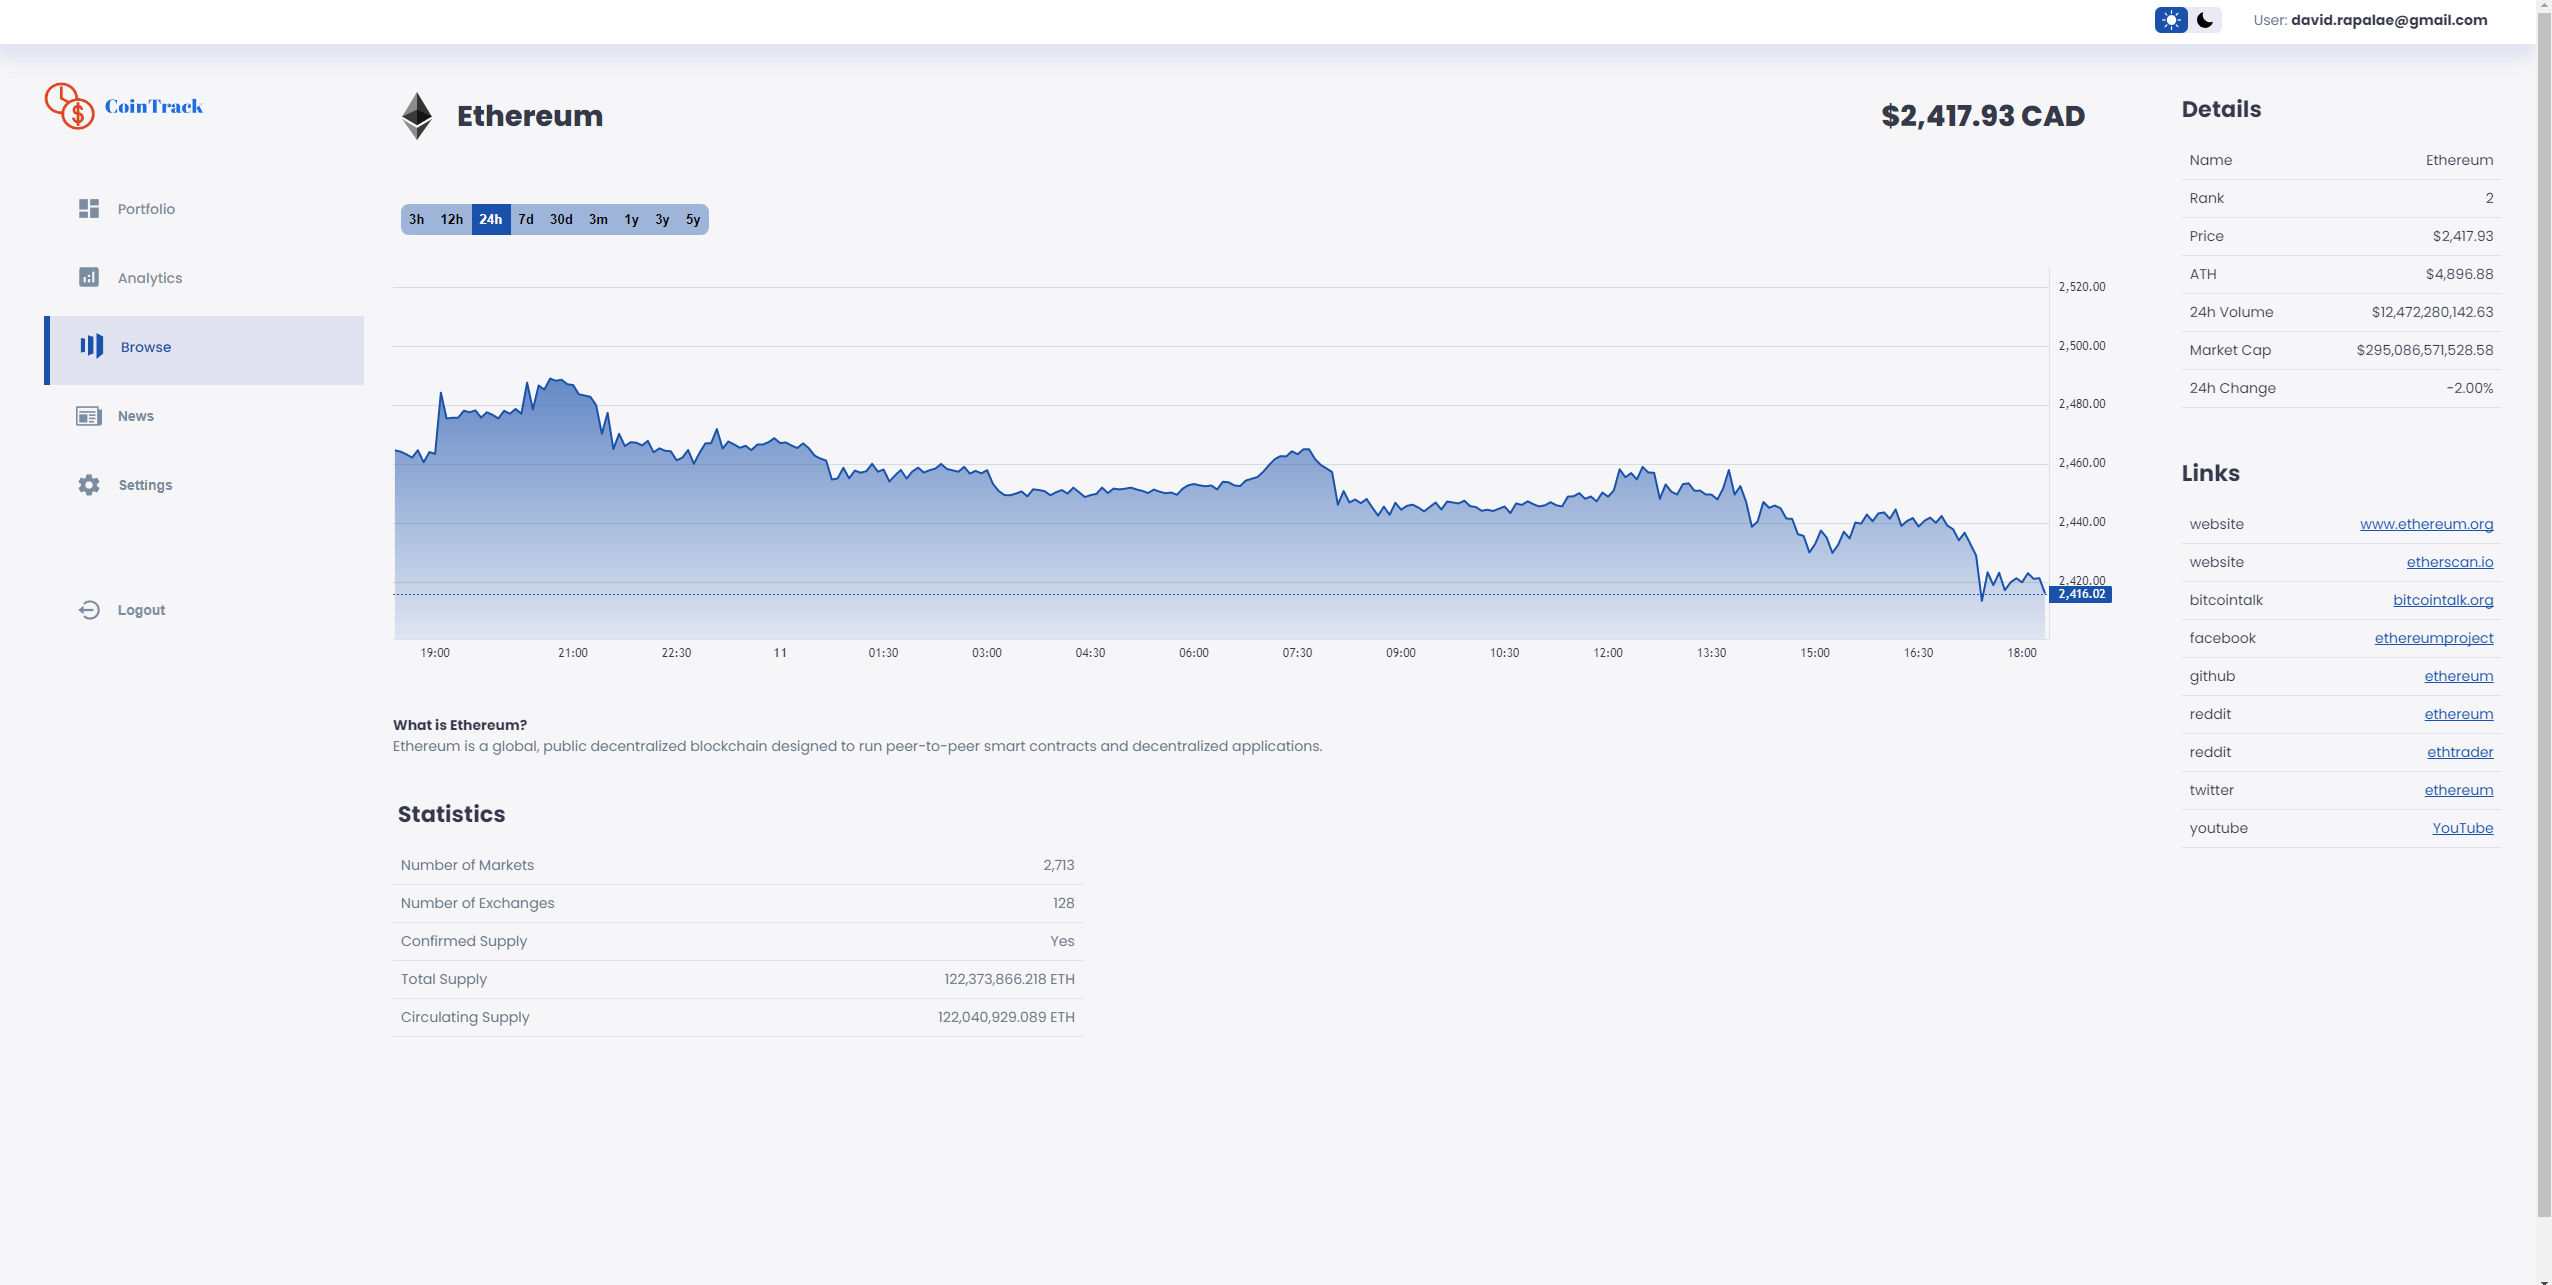 User: david.rapalae@gmail.com
CoinTrack
Portfolio
Analytics
Browse
News
Settings
Logout
Ethereum
$2,417.93 CAD
3h 12h 24h 7d 30d 3m 1y 3y 5y
2,520.00
2,500.00
2,480.00
2,460.00
2,440.00
2,420.00
2,416.02
19:00 21:00 22:30 11 01:30 03:00 04:30 06:00 07:30 09:00 10:30 12:00 13:30 15:00 16:30 18:00
What is Ethereum?
Ethereum is a global, public decentralized blockchain designed to run peer-to-peer smart contracts and decentralized applications.
Statistics
Number of Markets 2,713
Number of Exchanges 128
Confirmed Supply Yes
Total Supply 122,373,866.218 ETH
Circulating Supply 122,040,929.089 ETH
Details
Name Ethereum
Rank 2
Price $2,417.93
ATH $4,896.88
24h Volume $12,472,280,142.63
Market Cap $295,086,571,528.58
24h Change -2.00%
Links
website www.ethereum.org
website etherscan.io
bitcointalk bitcointalk.org
facebook ethereumproject
github ethereum
reddit ethereum
reddit ethtrader
twitter ethereum
youtube YouTube